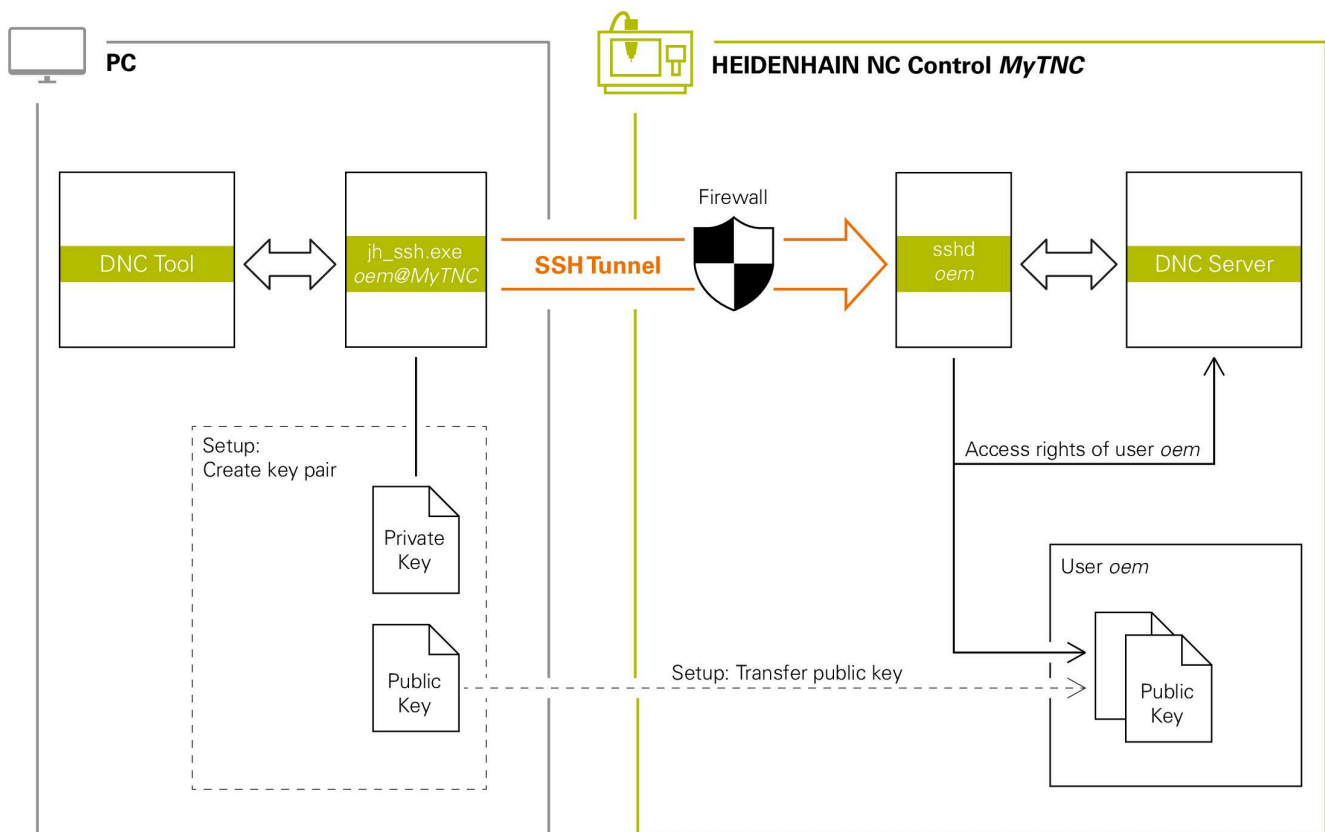 PC
HEIDENHAIN NC Control MyTNC
DNC Tool
jh_ssh.exe
oem@MyTNC
SSH Tunnel
Firewall
sshd
oem
DNC Server
Setup:
Create key pair
Private
Key
Public
Key
Access rights of user oem
Setup: Transfer public key
User oem
Public
Key